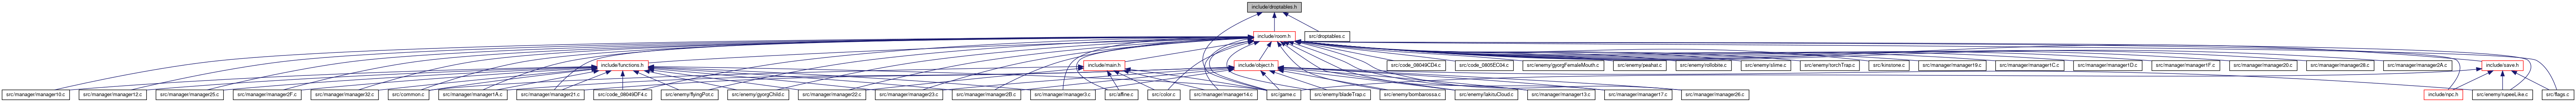 include/droptables.h
include/room.h
src/droptables.c
include/functions.h
include/main.h
include/object.h
src/code_08049CD4.c
src/code_0805EC04.c
src/enemy/gyorgFemaleMouth.c
src/enemy/peahat.c
src/enemy/rollobite.c
src/enemy/slime.c
src/enemy/torchTrap.c
src/kinstone.c
src/manager/manager19.c
src/manager/manager1C.c
src/manager/manager1D.c
src/manager/manager1F.c
src/manager/manager20.c
src/manager/manager28.c
src/manager/manager2A.c
include/save.h
src/manager/manager10.c
src/manager/manager12.c
src/manager/manager25.c
src/manager/manager2F.c
src/manager/manager32.c
src/common.c
src/manager/manager1A.c
src/manager/manager21.c
src/code_08049DF4.c
src/enemy/flyingPot.c
src/enemy/gyorgChild.c
src/manager/manager22.c
src/manager/manager23.c
src/manager/manager2B.c
src/manager/manager3.c
src/affine.c
src/color.c
src/manager/manager14.c
src/game.c
src/enemy/bladeTrap.c
src/enemy/bombarossa.c
src/enemy/lakituCloud.c
src/manager/manager13.c
src/manager/manager17.c
src/manager/manager26.c
include/npc.h
src/enemy/rupeeLike.c
src/flags.c